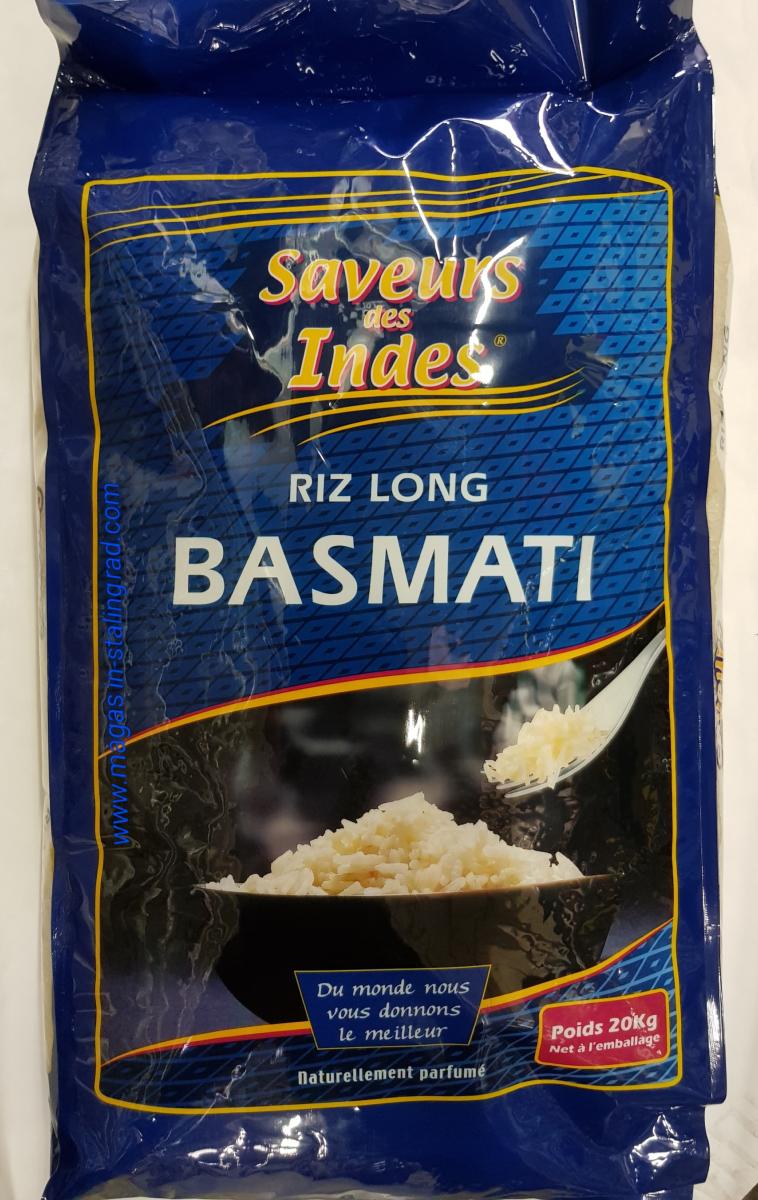 Saveurs
des
Indes®
RIZ LONG
BASMATI
www.magasin-stalingrad.com
Du monde nous
vous donnons
le meilleur
Poids 20Kg
Net à l'emballage
Naturellement parfumé